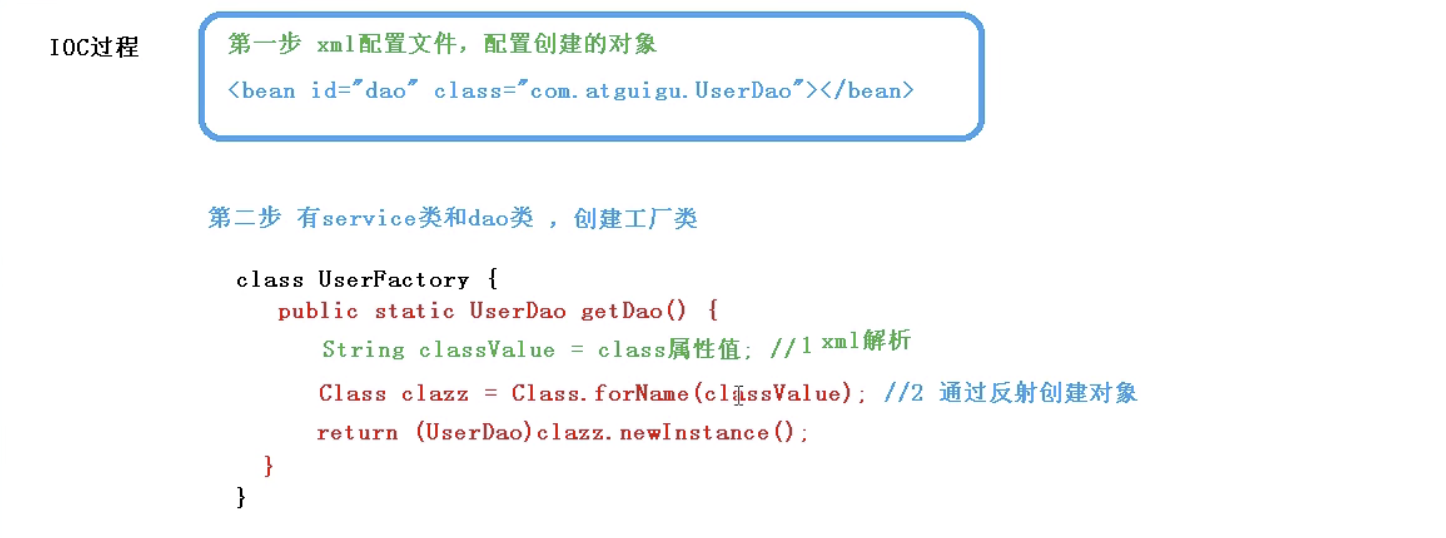 IOC过程
第一步 xml配置文件，配置创建的对象
<bean id="dao" class="com.atguigu.UserDao"></bean>
第二步 有service类和dao类 ，创建工厂类
class UserFactory {
public static UserDao getDao() {
String classValue = class属性值; //1 xml解析
Class clazz = Class.forName(classValue); //2 通过反射创建对象
return (UserDao)clazz.newInstance();
}
}